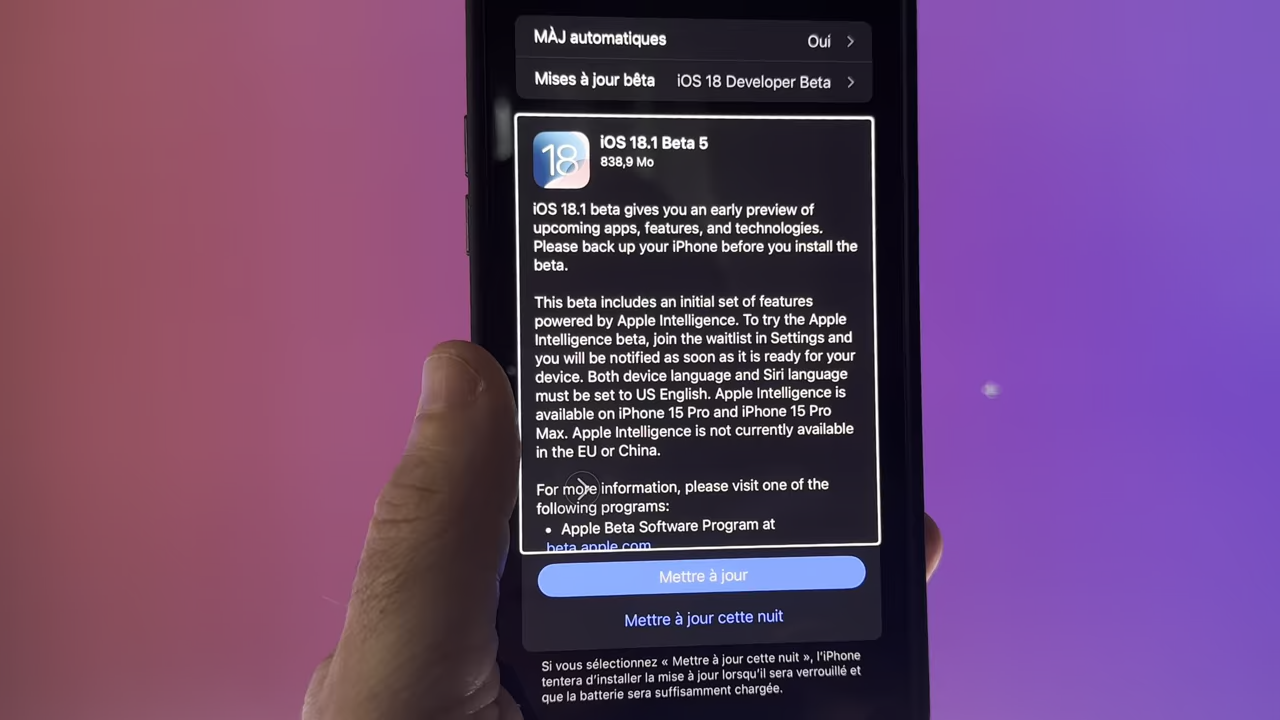 MÀJ automatiques Oui
Mises à jour bêta iOS 18 Developer Beta
18
iOS 18.1 Beta 5
838,9 Mo
iOS 18.1 beta gives you an early preview of
upcoming apps, features, and technologies.
Please back up your iPhone before you install the
beta.
This beta includes an initial set of features
powered by Apple Intelligence. To try the Apple
Intelligence beta, join the waitlist in Settings and
you will be notified as soon as it is ready for your
device. Both device language and Siri language
must be set to US English. Apple Intelligence is
available on iPhone 15 Pro and iPhone 15 Pro
Max. Apple Intelligence is not currently available
in the EU or China.
For more information, please visit one of the
following programs:
• Apple Beta Software Program at
beta.apple.com
Mettre à jour
Mettre à jour cette nuit
Si vous sélectionnez « Mettre à jour cette nuit », l'iPhone
tentera d'installer la mise à jour lorsqu'il sera verrouillé et
que la batterie sera suffisamment chargée.